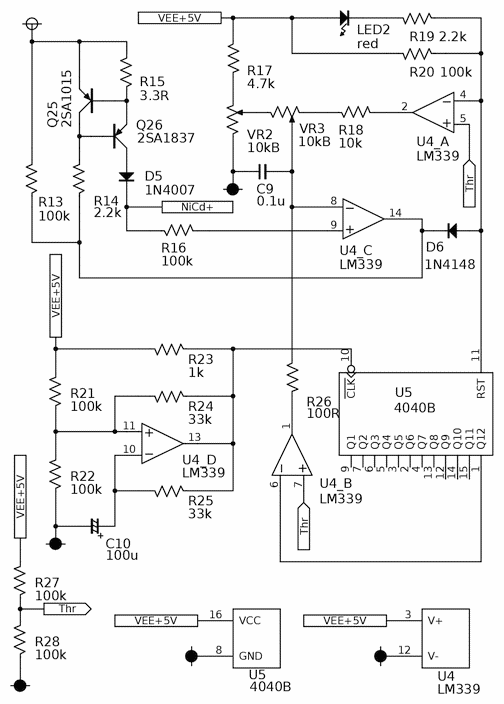 VEE+5V
LED2
red
R19 2.2k
R20 100k
Q25
2SA1015
R15
3.3R
R17
4.7k
Q26
2SA1837
VR2
10kB
VR3
10kB
R18
10k
2
4
5
U4_A
LM339
Thr
D5
1N4007
C9
0.1u
R13
100k
R14
2.2k
NiCd+
R16
100k
8
9
14
U4_C
LM339
D6
1N4148
VEE+5V
R23
1k
10
11
CLK
RST
U5
4040B
R21
100k
R24
33k
R26
100R
11
10
13
U4_D
LM339
Q1 Q2 Q3 Q4 Q5 Q6 Q7 Q8 Q9 Q10 Q11 Q12
9 7 6 5 3 2 4 13 12 14 15 1
1
6
7
U4_B
LM339
Thr
R22
100k
R25
33k
C10
100u
+
VEE+5V
R27
100k
Thr
R28
100k
VEE+5V
16
VCC
8
GND
U5
4040B
VEE+5V
3
V+
12
V-
U4
LM339